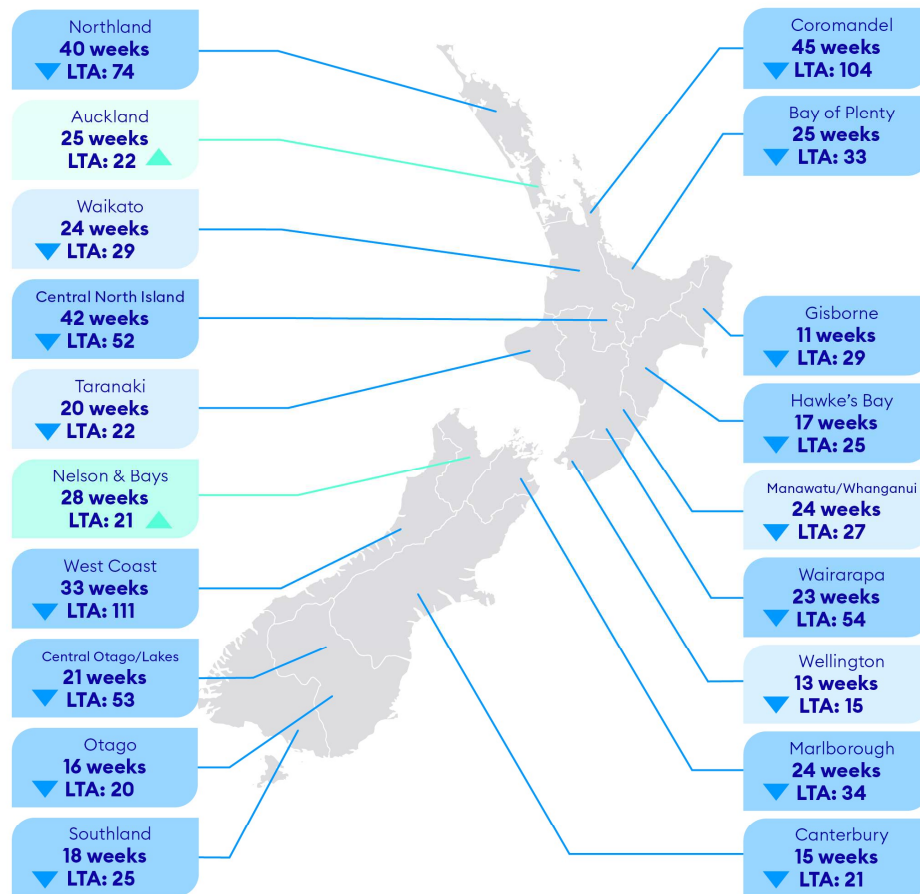 Northland
40 weeks
LTA: 74
Auckland
25 weeks
LTA: 22
Waikato
24 weeks
LTA: 29
Central North Island
42 weeks
LTA: 52
Taranaki
20 weeks
LTA: 22
Nelson & Bays
28 weeks
LTA: 21
West Coast
33 weeks
LTA: 111
Central Otago/Lakes
21 weeks
LTA: 53
Otago
16 weeks
LTA: 20
Southland
18 weeks
LTA: 25
Coromandel
45 weeks
LTA: 104
Bay of Plenty
25 weeks
LTA: 33
Gisborne
11 weeks
LTA: 29
Hawke's Bay
17 weeks
LTA: 25
Manawatu/Whanganui
24 weeks
LTA: 27
Wairarapa
23 weeks
LTA: 54
Wellington
13 weeks
LTA: 15
Marlborough
24 weeks
LTA: 34
Canterbury
15 weeks
LTA: 21